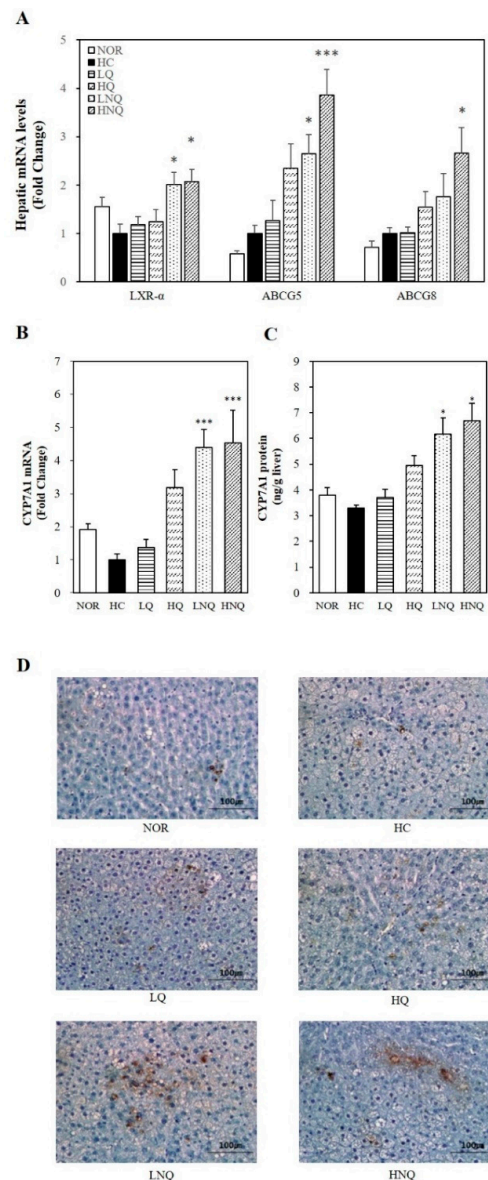 A
NOR
HC
LQ
HQ
LNQ
HNQ
Hepatic mRNA levels
(Fold Change)
6
5
4
3
2
1
0
* * *** *
LXR-α ABCG5 ABCG8
B
CYP7A1 mRNA
(Fold Change)
7
6
5
4
3
2
1
0
*** ***
NOR HC LQ HQ LNQ HNQ
C
CYP7A1 protein
(ng/g liver)
9
8
7
6
5
4
3
2
1
0
* *
NOR HC LQ HQ LNQ HNQ
D
100μm 100μm
NOR HC
100μm 100μm
LQ HQ
100μm 100μm
LNQ HNQ